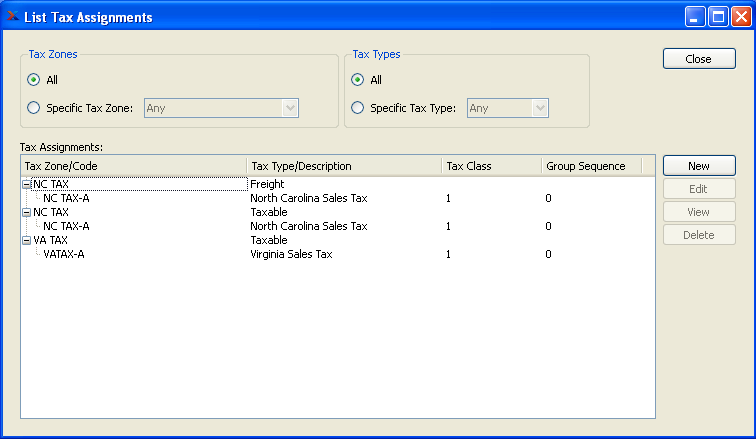 List Tax Assignments
Tax Zones
All
Specific Tax Zone: Any
Tax Types
All
Specific Tax Type: Any
Close
Tax Assignments:
Tax Zone/Code Tax Type/Description Tax Class Group Sequence
NC TAX Freight
NC TAX-A North Carolina Sales Tax 1 0
NC TAX Taxable
NC TAX-A North Carolina Sales Tax 1 0
VA TAX Taxable
VATAX-A Virginia Sales Tax 1 0
New
Edit
View
Delete